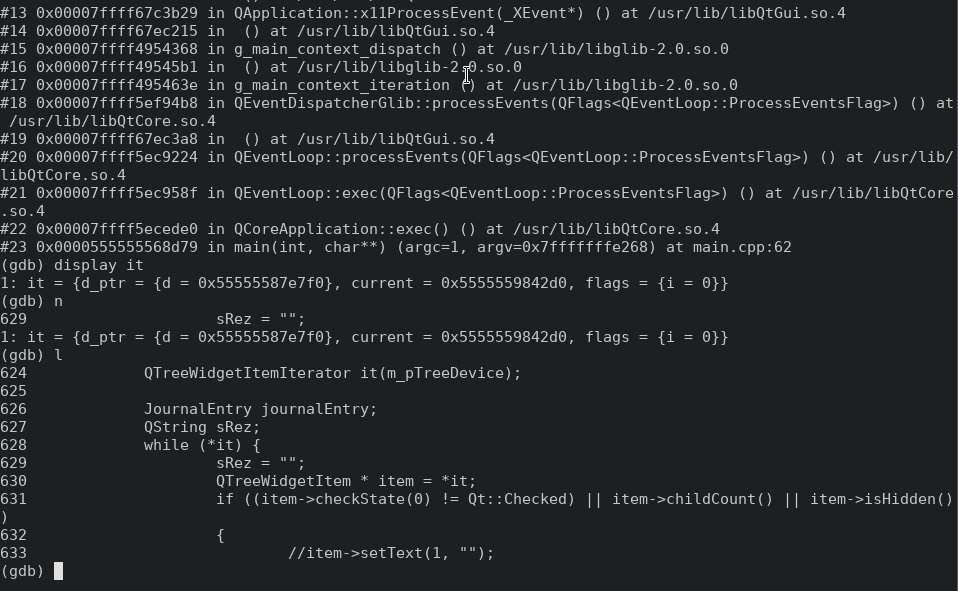 #13 0x00007ffff67c3b29 in QApplication::x11ProcessEvent(_XEvent*) () at /usr/lib/libQtGui.so.4
#14 0x00007ffff67ec215 in  () at /usr/lib/libQtGui.so.4
#15 0x00007ffff4954368 in g_main_context_dispatch () at /usr/lib/libglib-2.0.so.0
#16 0x00007ffff49545b1 in  () at /usr/lib/libglib-2.0.so.0
#17 0x00007ffff495463e in g_main_context_iteration () at /usr/lib/libglib-2.0.so.0
#18 0x00007ffff5ef94b8 in QEventDispatcherGlib::processEvents(QFlags<QEventLoop::ProcessEventsFlag>) () at
 /usr/lib/libQtCore.so.4
#19 0x00007ffff67ec3a8 in  () at /usr/lib/libQtGui.so.4
#20 0x00007ffff5ec9224 in QEventLoop::processEvents(QFlags<QEventLoop::ProcessEventsFlag>) () at /usr/lib/
libQtCore.so.4
#21 0x00007ffff5ec958f in QEventLoop::exec(QFlags<QEventLoop::ProcessEventsFlag>) () at /usr/lib/libQtCore
.so.4
#22 0x00007ffff5ecede0 in QCoreApplication::exec() () at /usr/lib/libQtCore.so.4
#23 0x0000555555568d79 in main(int, char**) (argc=1, argv=0x7fffffffe268) at main.cpp:62
(gdb) display it
1: it = {d_ptr = {d = 0x55555587e7f0}, current = 0x5555559842d0, flags = {i = 0}}
(gdb) n
629                     sRez = "";
1: it = {d_ptr = {d = 0x55555587e7f0}, current = 0x5555559842d0, flags = {i = 0}}
(gdb) l
624             QTreeWidgetItemIterator it(m_pTreeDevice);
625
626             JournalEntry journalEntry;
627             QString sRez;
628             while (*it) {
629                     sRez = "";
630                     QTreeWidgetItem * item = *it;
631                     if ((item->checkState(0) != Qt::Checked) || item->childCount() || item->isHidden()
)
632                     {
633                             //item->setText(1, "");
(gdb)